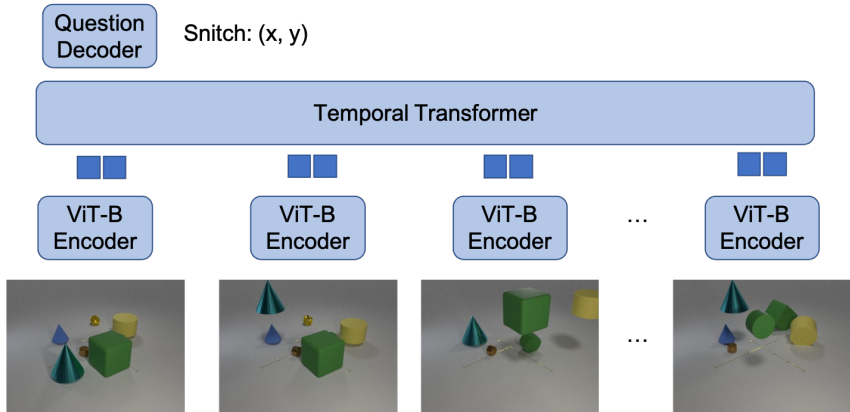 Question
Decoder
Snitch: (x, y)
Temporal Transformer
ViT-B
Encoder
ViT-B
Encoder
ViT-B
Encoder
...
ViT-B
Encoder
...